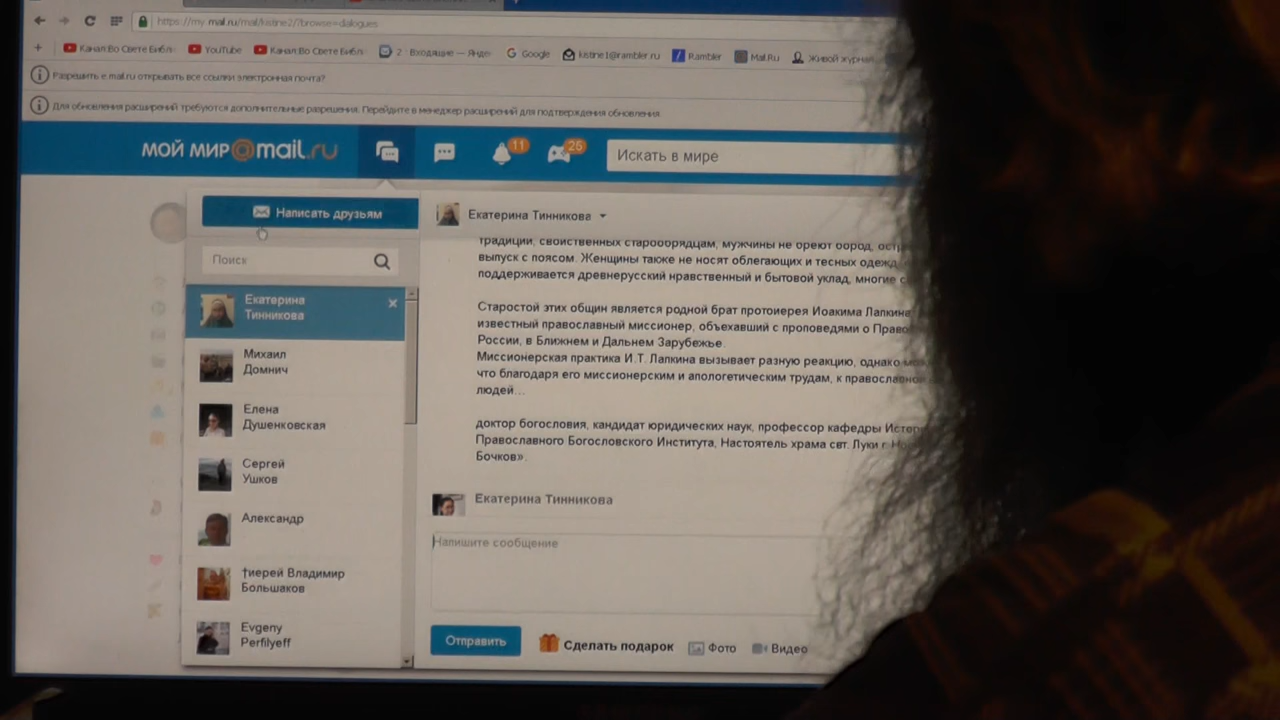 https://my.mail.ru/mail/kistine2/?browse=dialogues
Канал:Во Свете Библ
YouTube
Канал:Во Свете Библ
2 · Входящие — Янде
Google
kistine1@rambler.ru
Rambler
Mail.Ru
Живой журнал
Разрешить e.mail.ru открывать все ссылки электронная почта?
Для обновления расширений требуются дополнительные разрешения. Перейдите в менеджер расширений для подтверждения обновления.
МОЙ МИР@mail.ru
11
25
Искать в мире
Написать друзьям
Екатерина Тинникова
Поиск
традиции, свойственных старообрядцам, мужчины не бреют бород,
выпуск с поясом. Женщины также не носят облегающих и тесных одежд
поддерживается древнерусский нравственный и бытовой уклад, многие
Екатерина
Тинникова
Старостой этих общин является родной брат протоиерея Иоакима Лапкина
известный православный миссионер, объехавший с проповедями о Право
России, в Ближнем и Дальнем Зарубежье.
Миссионерская практика И.Т. Лапкина вызывает разную реакцию, однако
что благодаря его миссионерским и апологетическим трудам, к православной
людей...
Михаил
Домнич
Елена
Душенковская
доктор богословия, кандидат юридических наук, профессор кафедры Истор
Православного Богословского Института, Настоятель храма свт. Луки г. Но
Бочков».
Сергей
Ушков
Екатерина Тинникова
Александр
Напишите сообщение
†иерей Владимир
Большаков
Evgeny
Perfilyeff
Отправить
Сделать подарок
Фото
Видео